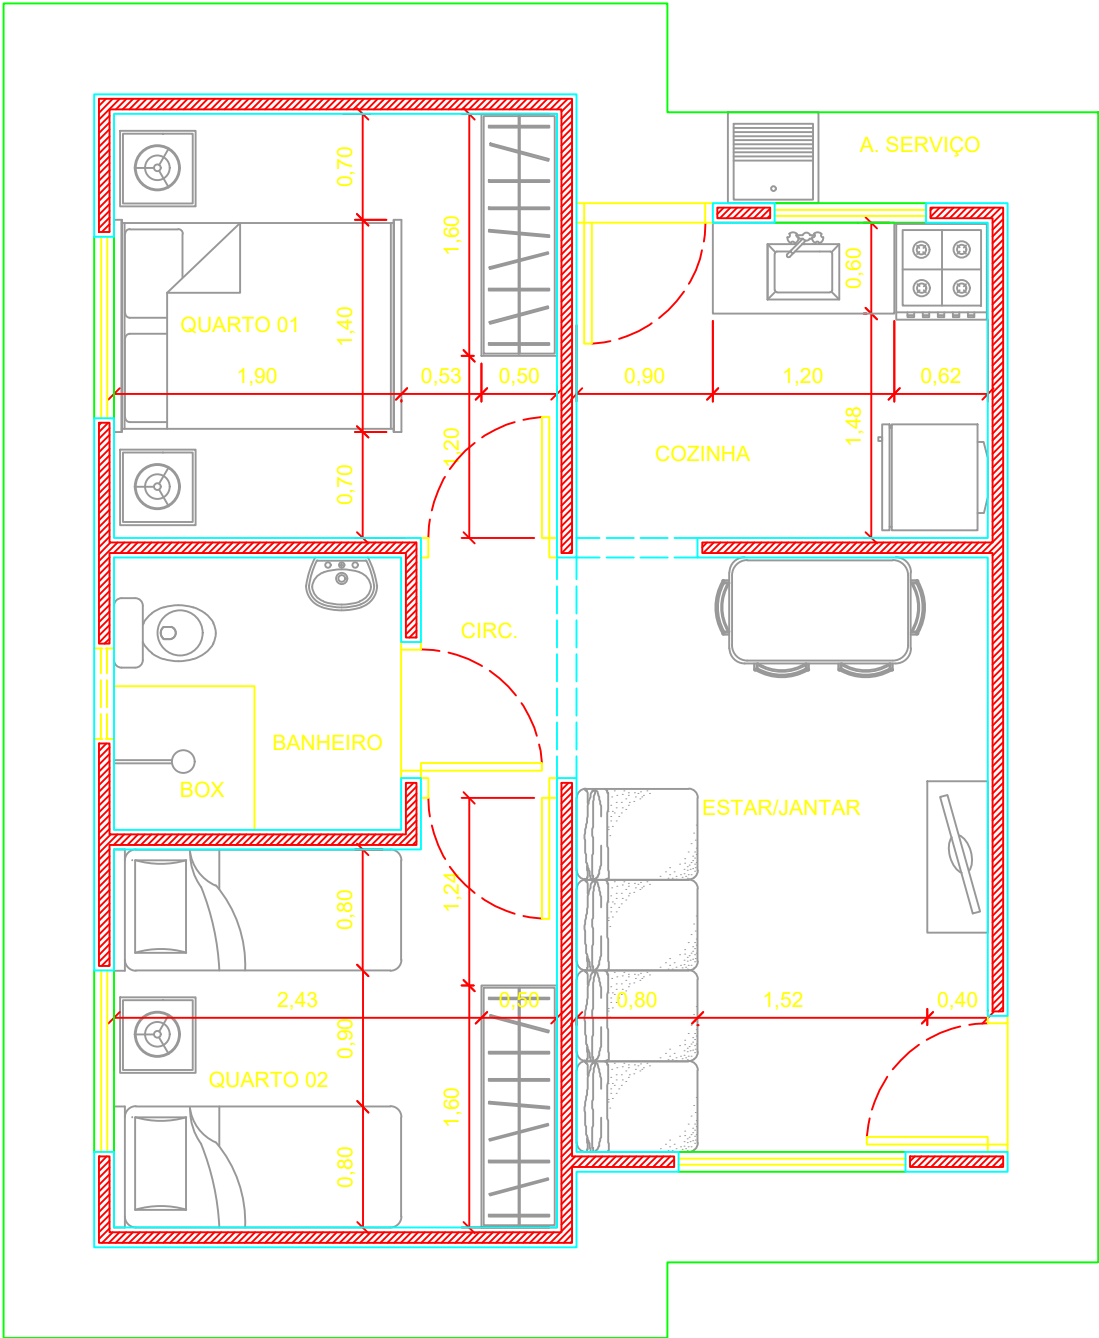 A. SERVIÇO
0,70
1,60
0,60
QUARTO 01
1,40
1,90
0,53
0,50
0,90
1,20
0,62
1,48
1,20
COZINHA
0,70
CIRC.
BANHEIRO
BOX
ESTAR/JANTAR
0,80
1,24
2,43
0,50
0,80
1,52
0,40
0,90
QUARTO 02
1,60
0,80